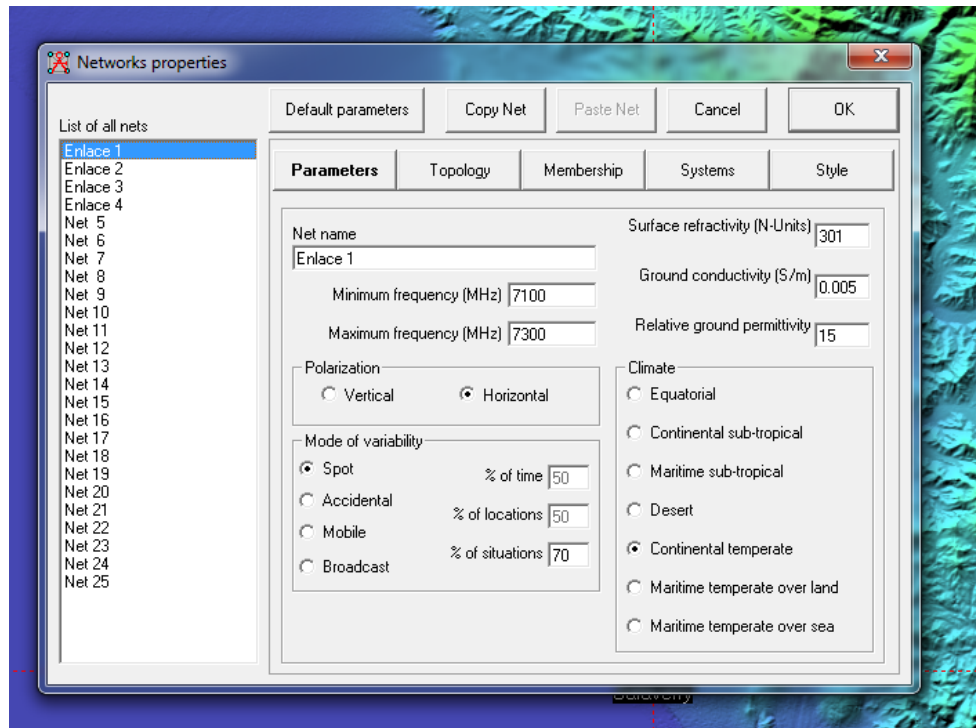 Networks properties
Default parameters
Copy Net
Paste Net
Cancel
OK
List of all nets
Enlace 1
Enlace 2
Enlace 3
Enlace 4
Net 5
Net 6
Net 7
Net 8
Net 9
Net 10
Net 11
Net 12
Net 13
Net 14
Net 15
Net 16
Net 17
Net 18
Net 19
Net 20
Net 21
Net 22
Net 23
Net 24
Net 25
Parameters
Topology
Membership
Systems
Style
Net name
Enlace 1
Minimum frequency (MHz) 7100
Maximum frequency (MHz) 7300
Polarization
Vertical
Horizontal
Mode of variability
Spot
Accidental
Mobile
Broadcast
% of time 50
% of locations 50
% of situations 70
Surface refractivity (N-Units) 301
Ground conductivity (S/m) 0.005
Relative ground permittivity 15
Climate
Equatorial
Continental sub-tropical
Maritime sub-tropical
Desert
Continental temperate
Maritime temperate over land
Maritime temperate over sea